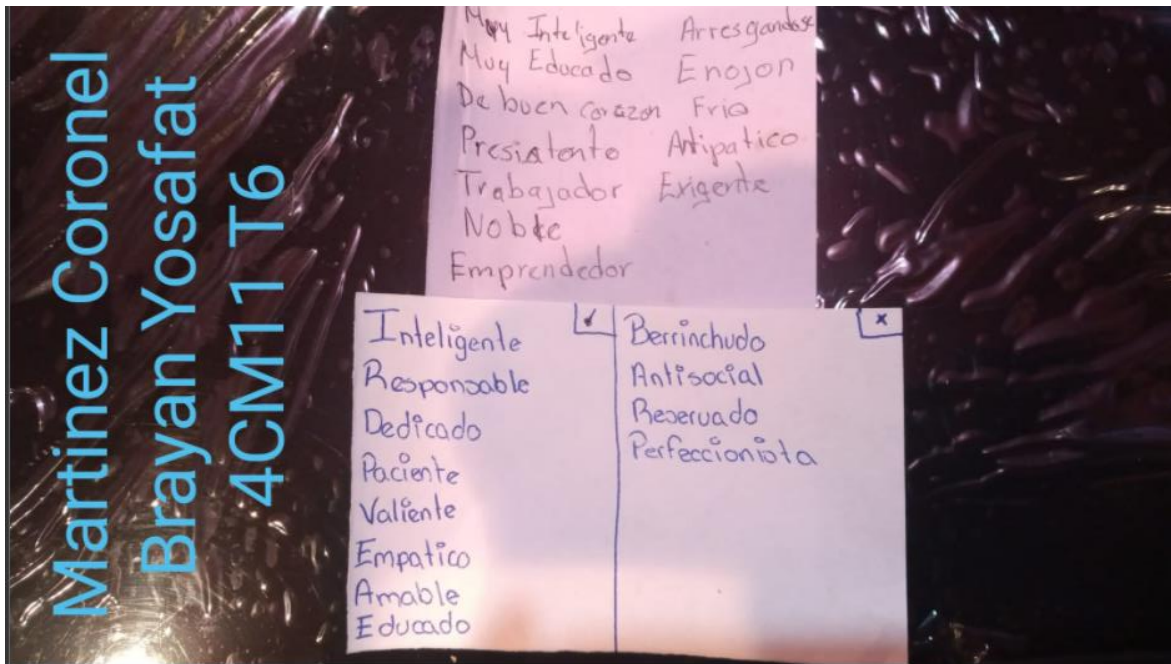 Martinez Coronel
Brayan Yosafat
4CM11 T6
Muy Inteligente Arresgandose
Muy Educado Enojon
De buen corazon Frio
Presistente Antipatico
Trabajador Exigente
Noble
Emprendedor
Inteligente
Responsable
Dedicado
Paciente
Valiente
Empatico
Amable
Educado
Berrinchudo
Antisocial
Reservado
Perfeccionista